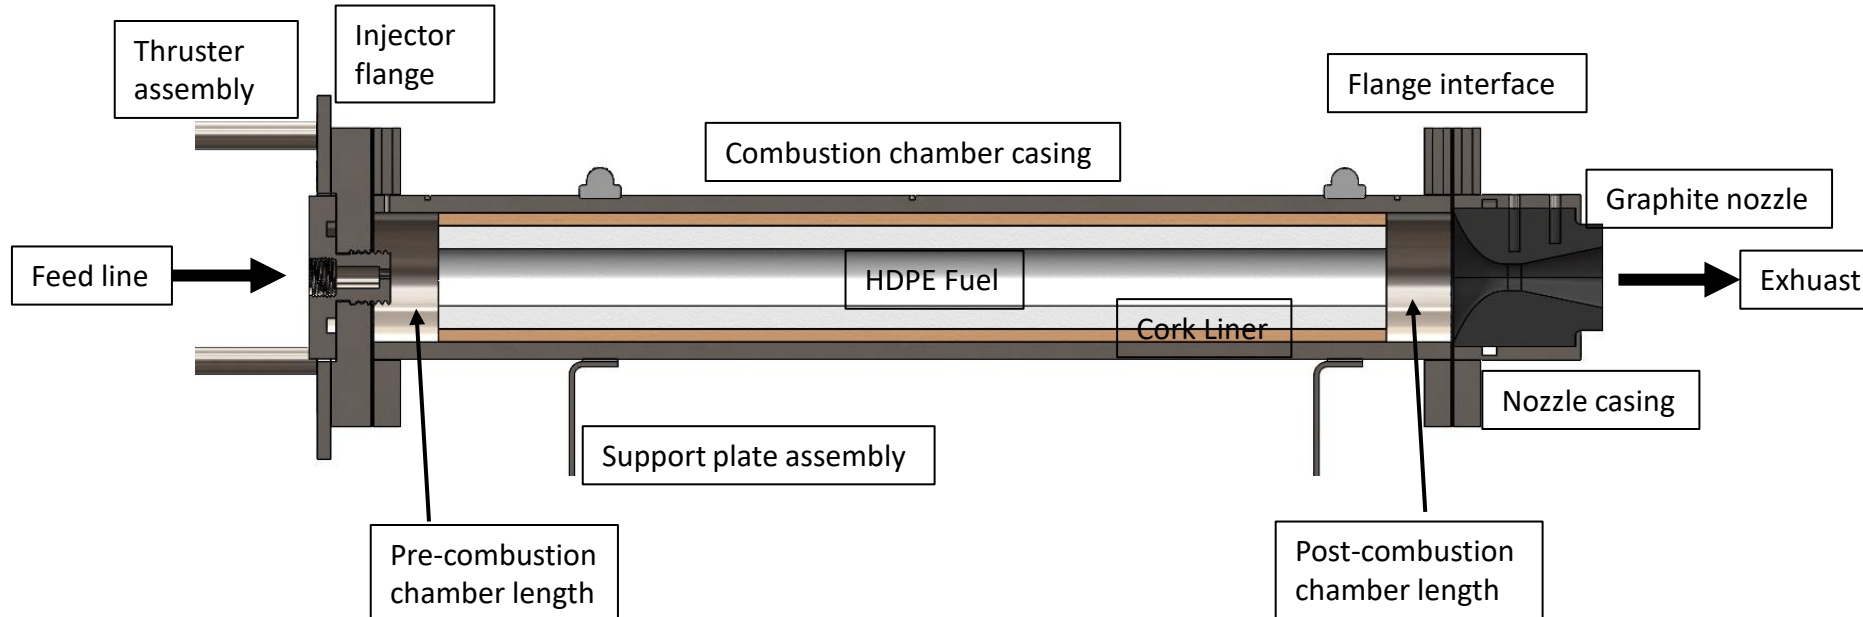 Thruster
assembly
Injector
flange
Flange interface
Combustion chamber casing
Graphite nozzle
Feed line
HDPE Fuel
Exhuast
Cork Liner
Nozzle casing
Support plate assembly
Pre-combustion
chamber length
Post-combustion
chamber length